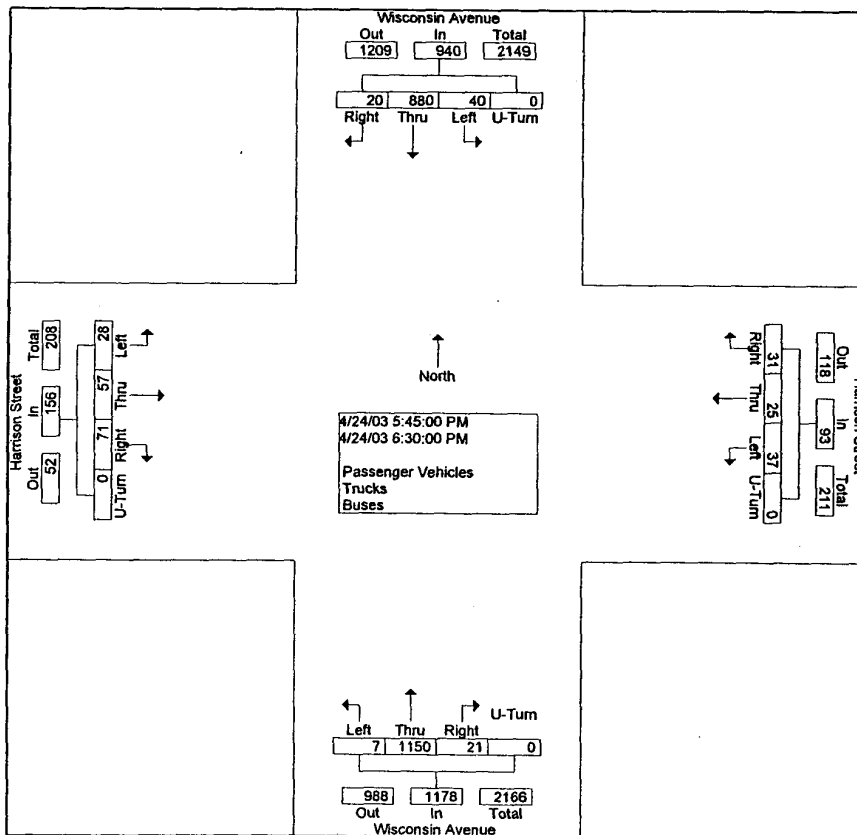 Wisconsin Avenue
Out In Total
1209 940 2149
20 880 40 0
Right Thru Left U-Turn
Harrison Street
Total In Out
208 156 52
28 57 71 0
Left Thru Right U-Turn
North
4/24/03 5:45:00 PM
4/24/03 6:30:00 PM
Passenger Vehicles
Trucks
Buses
Right Thru Left U-Turn
31 25 37 0
Out In Total
118 93 211
Left Thru Right U-Turn
7 1150 21 0
988 1178 2166
Out In Total
Wisconsin Avenue